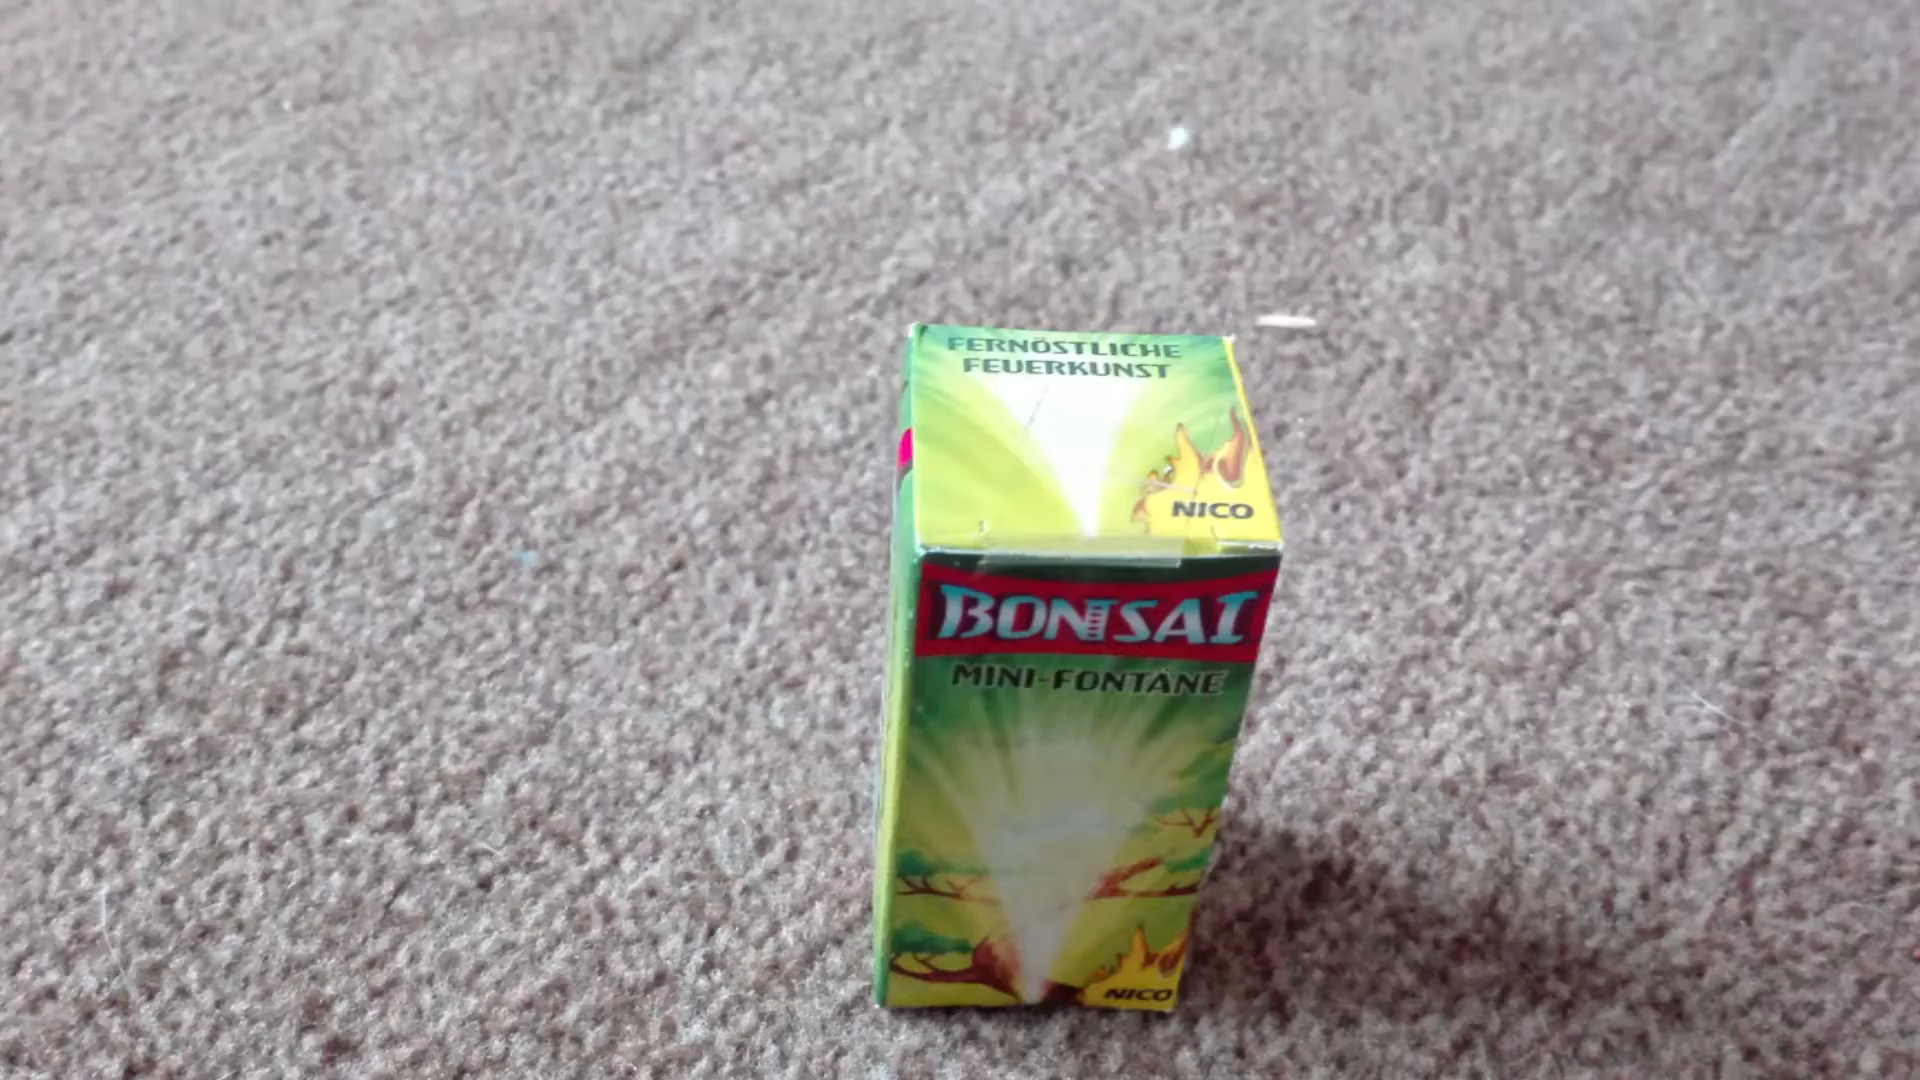 FERNÖSTLICHE
FEUERKUNST
NICO
BONSAI
MINI-FONTÄNE
NICO